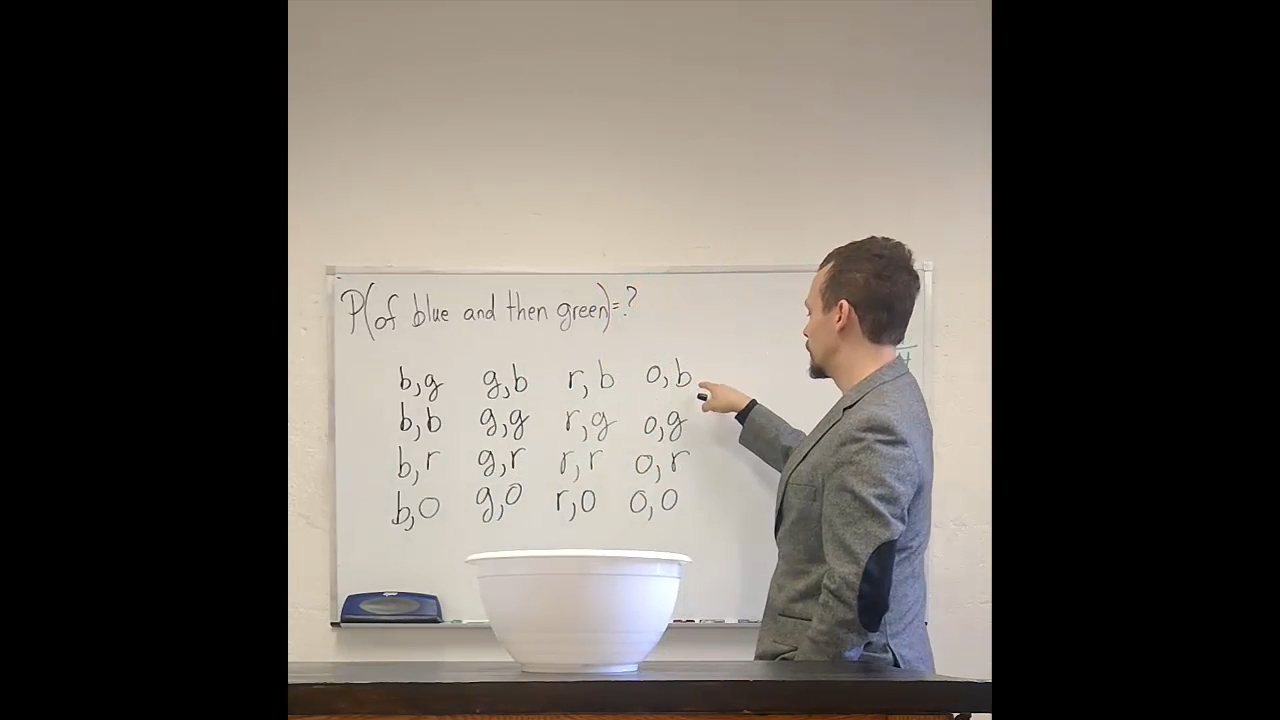 P(of blue and then green)=?
b,g g,b r,b o,b
b,b g,g r,g o,g
b,r g,r r,r o,r
b,o g,o r,o o,o